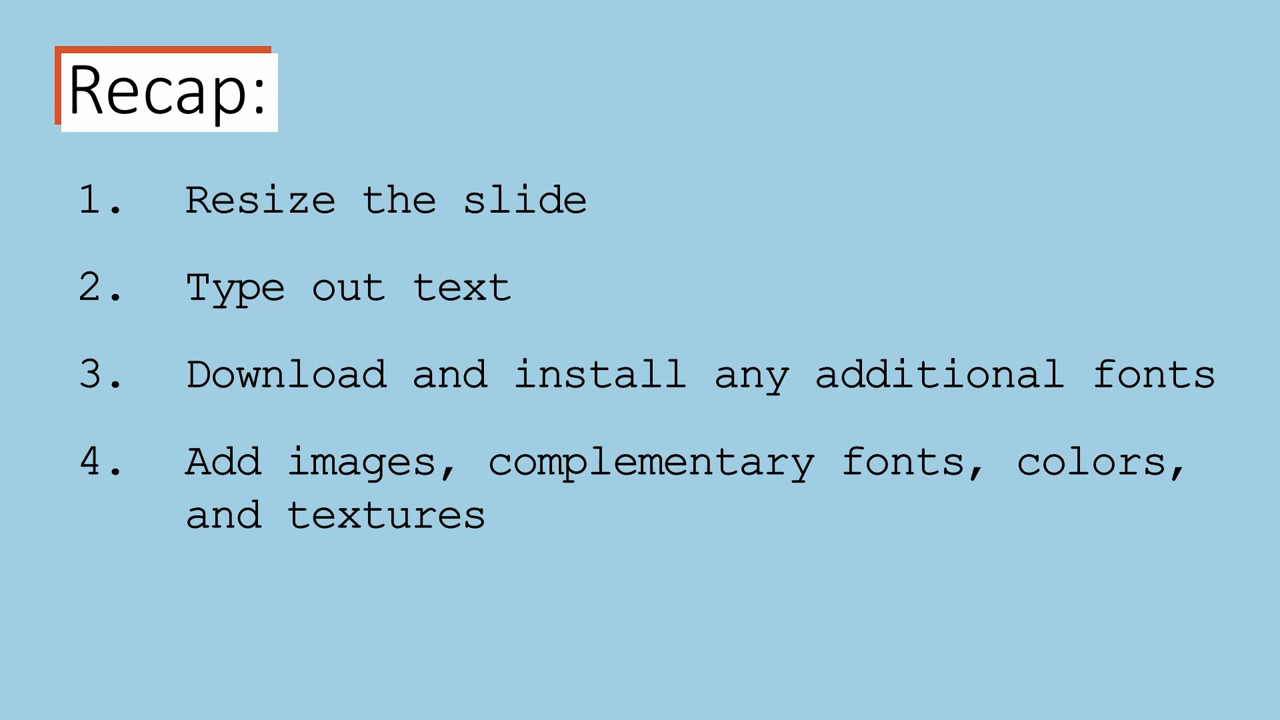 Recap:
1. Resize the slide
2. Type out text
3. Download and install any additional fonts
4. Add images, complementary fonts, colors,
and textures